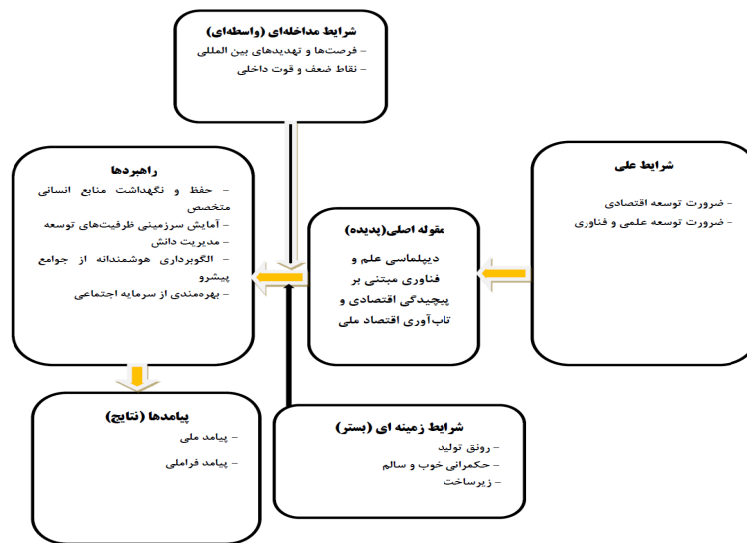 شرایط مداخله‌ای (واسطه‌ای)
– فرصت‌ها و تهدیدهای بین المللی
– نقاط ضعف و قوت داخلی
شرایط علی
– ضرورت توسعه اقتصادی
– ضرورت توسعه علمی و فناوری
مقوله اصلی(پدیده)
دیپلماسی علم و
فناوری مبتنی بر
پیچیدگی اقتصادی و
تاب‌آوری اقتصاد ملی
راهبردها
– حفظ و نگهداشت منابع انسانی
متخصص
– آمایش سرزمینی ظرفیت‌های توسعه
– مدیریت دانش
– الگوبرداری هوشمندانه از جوامع
پیشرو
– بهره‌مندی از سرمایه اجتماعی
شرایط زمینه ای (بستر)
– رونق تولید
– حکمرانی خوب و سالم
– زیرساخت
پیامدها (نتایج)
– پیامد ملی
– پیامد فراملی